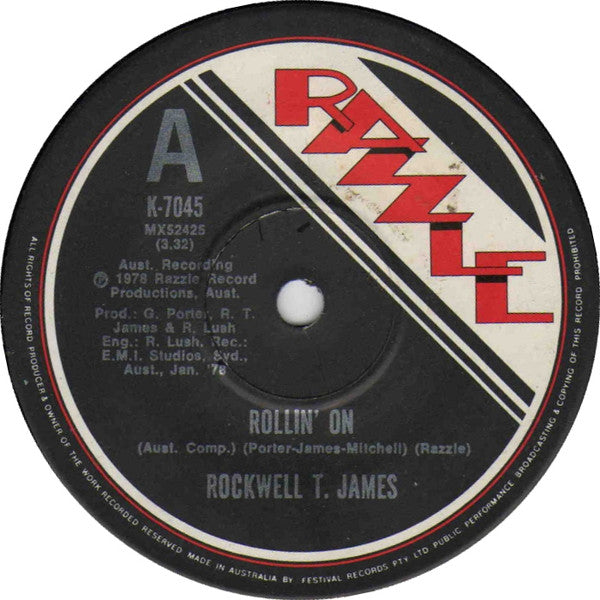 RAZZLE
A
K-7045
MX52425
(3.32)
Aust. Recording
℗ 1978 Razzle Record
Productions, Aust.
Prod.: G. Porter, R. T.
James & R. Lush
Eng.: R. Lush, Rec.:
E.M.I. Studios, Syd.,
Aust., Jan. '78
ROLLIN' ON
(Aust. Comp.) (Porter-James-Mitchell) (Razzle)
ROCKWELL T. JAMES
ALL RIGHTS OF RECORD PRODUCER & OWNER OF THE WORK RECORDED RESERVED MADE IN AUSTRALIA BY FESTIVAL RECORDS PTY LTD PUBLIC PERFORMANCE BROADCASTING & COPYING OF THIS RECORD PROHIBITED